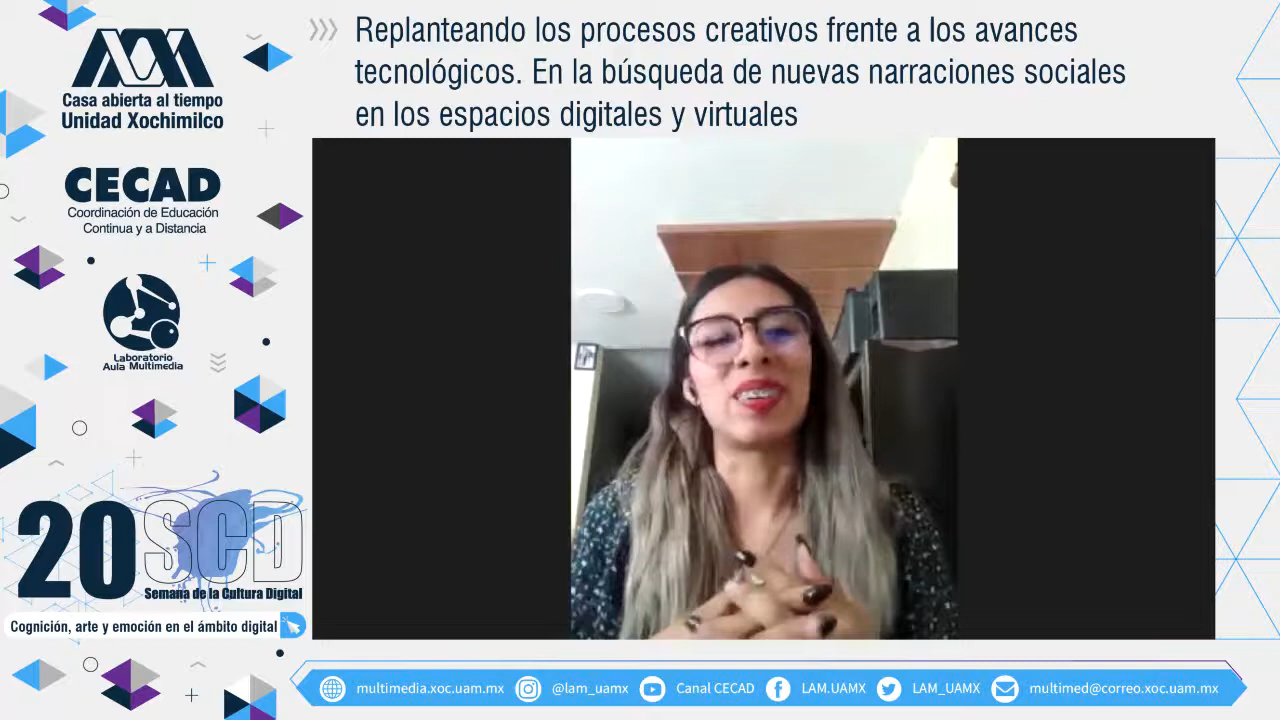 Replanteando los procesos creativos frente a los avances
tecnológicos. En la búsqueda de nuevas narraciones sociales
en los espacios digitales y virtuales
Casa abierta al tiempo
Unidad Xochimilco
CECAD
Coordinación de Educación
Continua y a Distancia
Laboratorio
Aula Multimedia
20 SCD
Semana de la Cultura Digital
Cognición, arte y emoción en el ámbito digital
multimedia.xoc.uam.mx @lam_uamx Canal CECAD LAM.UAMX LAM_UAMX multimed@correo.xoc.uam.mx